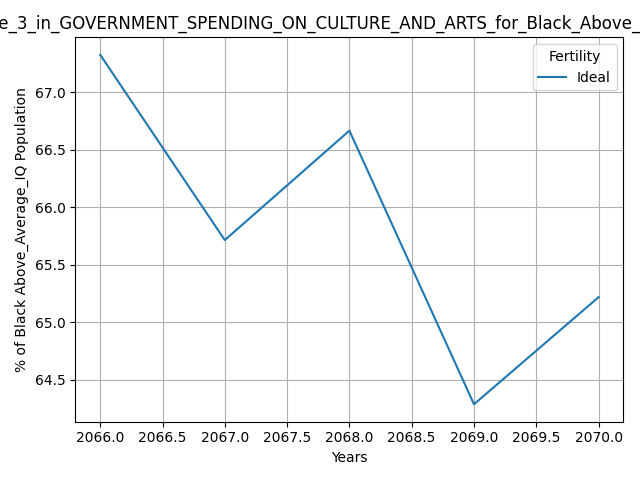 e_3_in_GOVERNMENT_SPENDING_ON_CULTURE_AND_ARTS_for_Black_Above_
Fertility
Ideal
% of Black Above_Average_IQ Population
67.0
66.5
66.0
65.5
65.0
64.5
2066.0 2066.5 2067.0 2067.5 2068.0 2068.5 2069.0 2069.5 2070.0
Years